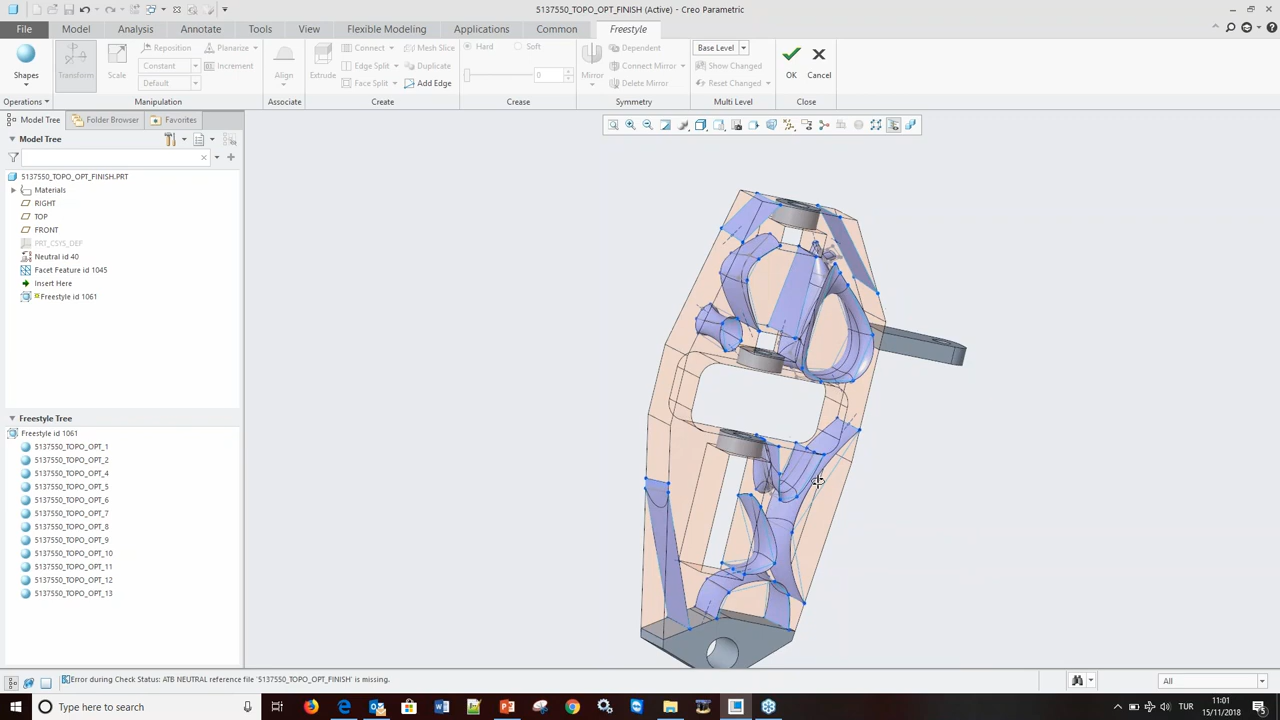 5137550_TOPO_OPT_FINISH (Active) - Creo Parametric
File Model Analysis Annotate Tools View Flexible Modeling Applications Common Freestyle
Reposition Planarize Connect Mesh Slice Hard Soft Dependent Base Level
Shapes Transform Scale Constant Increment Align Extrude Edge Split Duplicate 0 Mirror Connect Mirror Show Changed OK Cancel
Default Face Split Add Edge Delete Mirror Reset Changed
Operations Manipulation Associate Create Crease Symmetry Multi Level Close
Model Tree Folder Browser Favorites
Model Tree
5137550_TOPO_OPT_FINISH.PRT
Materials
RIGHT
TOP
FRONT
PRT_CSYS_DEF
Neutral id 40
Facet Feature id 1045
Insert Here
Freestyle id 1061
Freestyle Tree
Freestyle id 1061
5137550_TOPO_OPT_1
5137550_TOPO_OPT_2
5137550_TOPO_OPT_4
5137550_TOPO_OPT_5
5137550_TOPO_OPT_6
5137550_TOPO_OPT_7
5137550_TOPO_OPT_8
5137550_TOPO_OPT_9
5137550_TOPO_OPT_10
5137550_TOPO_OPT_11
5137550_TOPO_OPT_12
5137550_TOPO_OPT_13
Error during Check Status: ATB NEUTRAL reference file '5137550_TOPO_OPT_FINISH' is missing.
All
Type here to search
TUR
11:01
15/11/2018